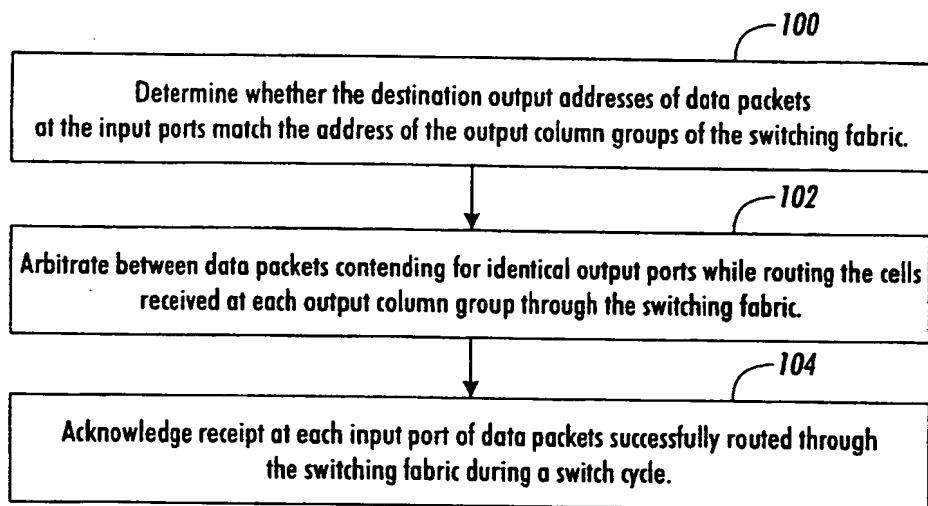 100
Determine whether the destination output addresses of data packets
at the input ports match the address of the output column groups of the switching fabric.
102
Arbitrate between data packets contending for identical output ports while routing the cells
received at each output column group through the switching fabric.
104
Acknowledge receipt at each input port of data packets successfully routed through
the switching fabric during a switch cycle.